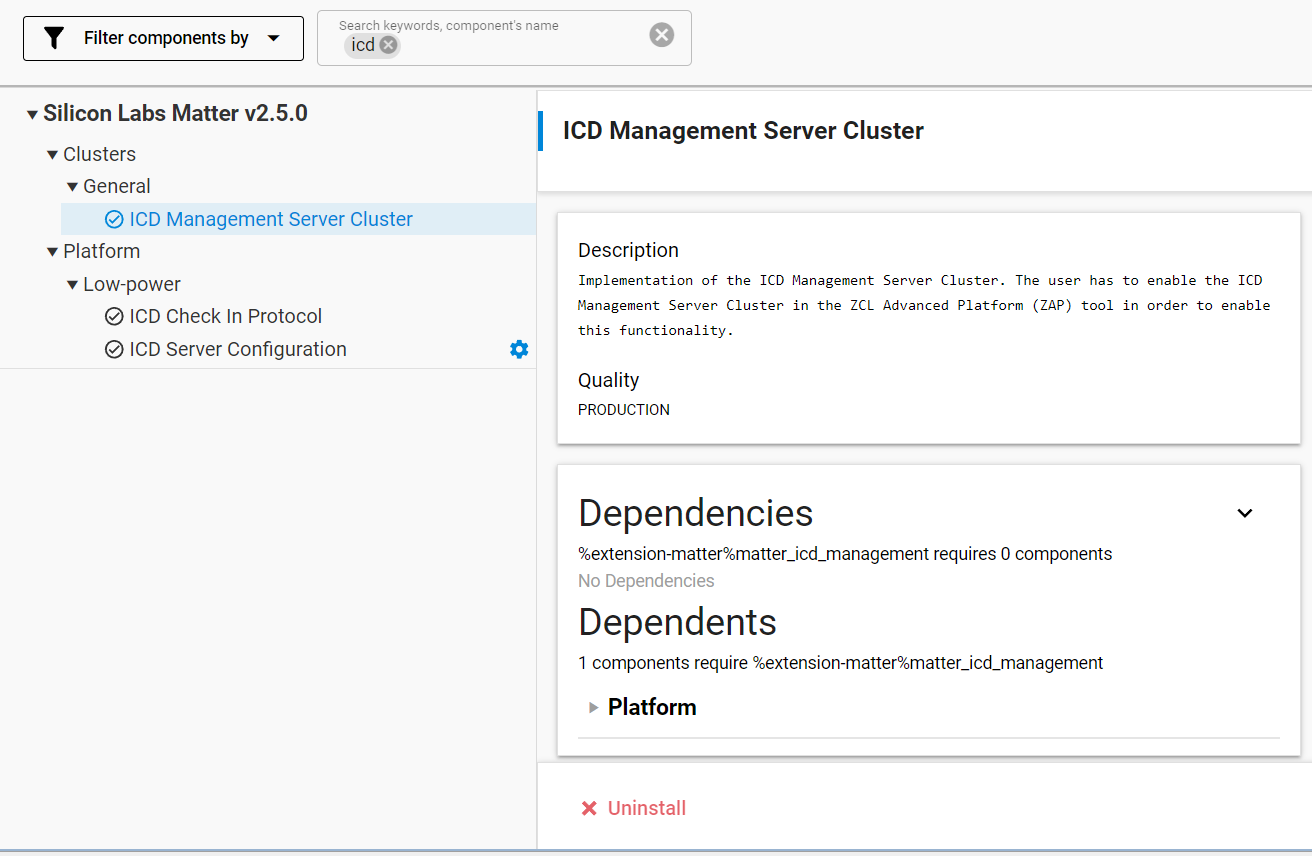 Filter components by
Search keywords, component's name
icd
Silicon Labs Matter v2.5.0
Clusters
General
ICD Management Server Cluster
Platform
Low-power
ICD Check In Protocol
ICD Server Configuration
ICD Management Server Cluster
Description
Implementation of the ICD Management Server Cluster. The user has to enable the ICD
Management Server Cluster in the ZCL Advanced Platform (ZAP) tool in order to enable
this functionality.
Quality
PRODUCTION
Dependencies
%extension-matter%matter_icd_management requires 0 components
No Dependencies
Dependents
1 components require %extension-matter%matter_icd_management
Platform
Uninstall